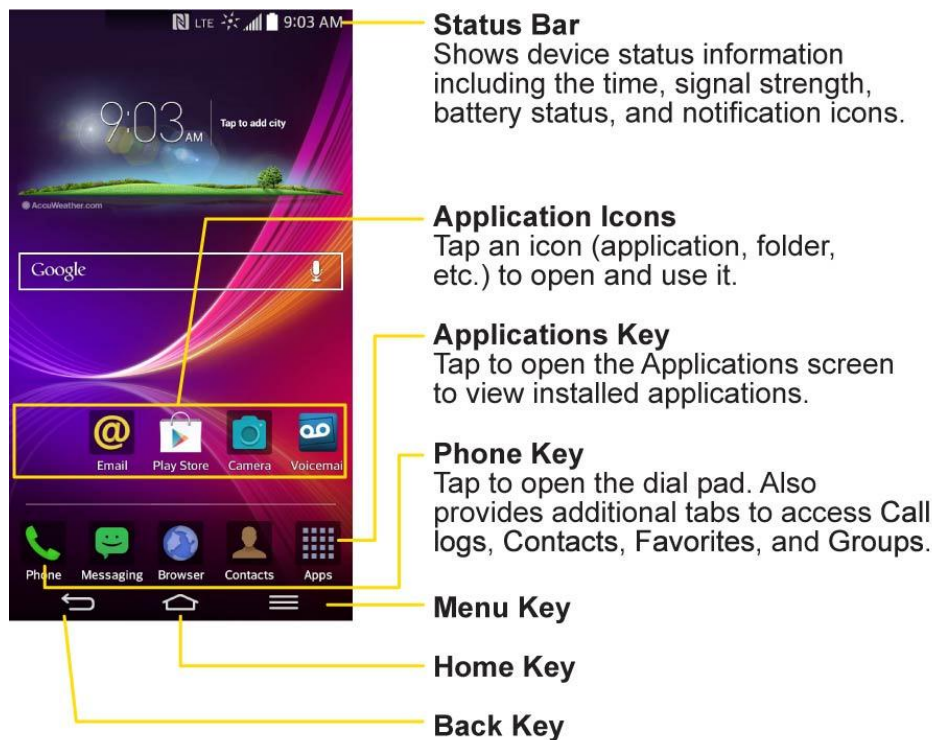 LTE 9:03 AM
9:03 AM
Tap to add city
AccuWeather.com
Google
Email Play Store Camera Voicemai
Phone Messaging Browser Contacts Apps
Status Bar
Shows device status information
including the time, signal strength,
battery status, and notification icons.
Application Icons
Tap an icon (application, folder,
etc.) to open and use it.
Applications Key
Tap to open the Applications screen
to view installed applications.
Phone Key
Tap to open the dial pad. Also
provides additional tabs to access Call
logs, Contacts, Favorites, and Groups.
Menu Key
Home Key
Back Key